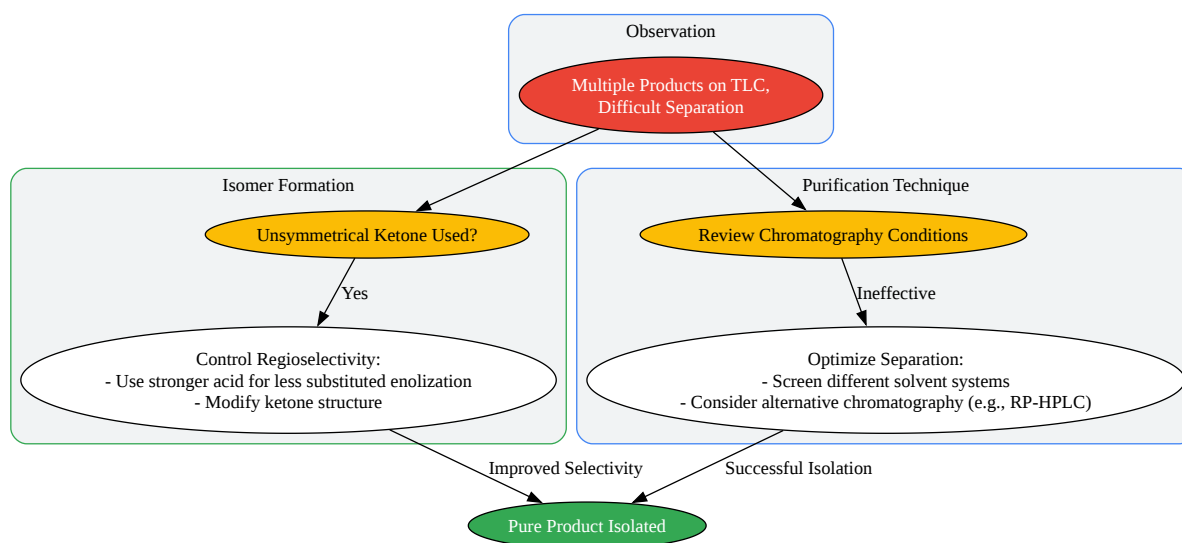 Observation
Multiple Products on TLC,
Difficult Separation
Isomer Formation
Purification Technique
Unsymmetrical Ketone Used?
Review Chromatography Conditions
Yes
Ineffective
Control Regioselectivity:
- Use stronger acid for less substituted enolization
- Modify ketone structure
Optimize Separation:
- Screen different solvent systems
- Consider alternative chromatography (e.g., RP-HPLC)
Improved Selectivity
Successful Isolation
Pure Product Isolated